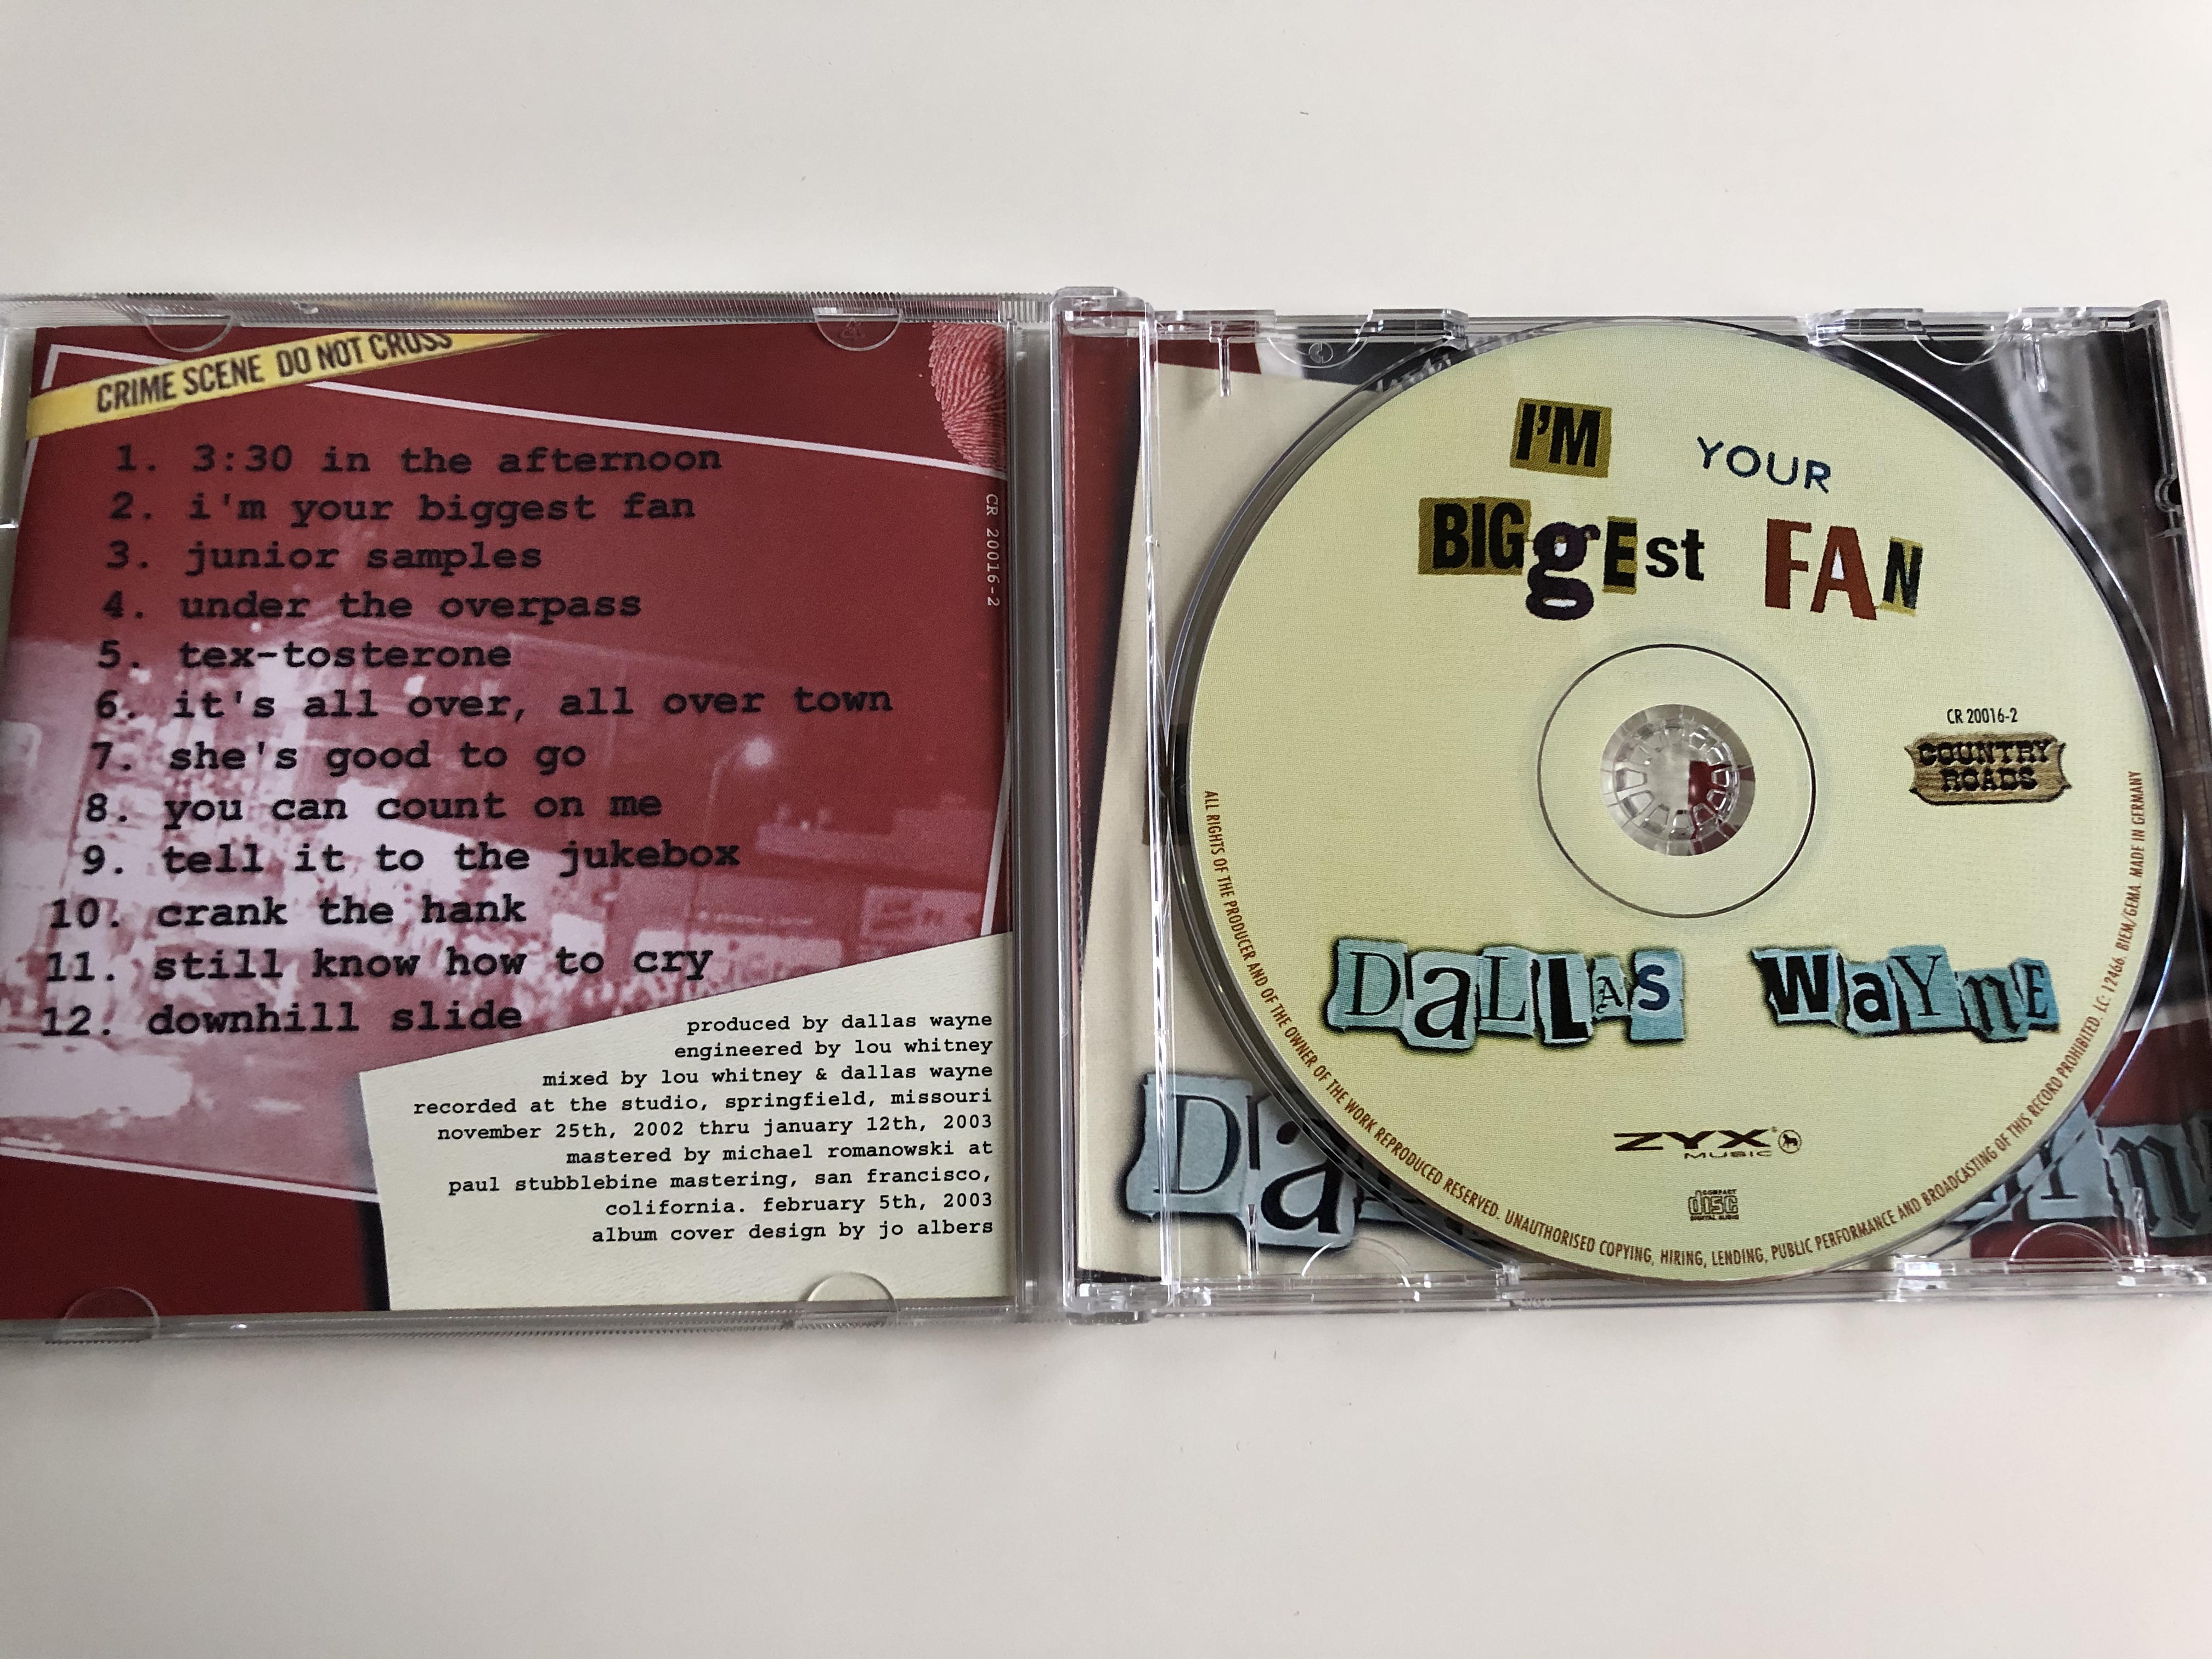 CRIME SCENE DO NOT CROSS
1. 3:30 in the afternoon
2. i'm your biggest fan
3. junior samples
4. under the overpass
5. tex-tosterone
6. it's all over, all over town
7. she's good to go
8. you can count on me
9. tell it to the jukebox
10. crank the hank
11. still know how to cry
12. downhill slide
produced by dallas wayne
engineered by lou whitney
mixed by lou whitney & dallas wayne
recorded at the studio, springfield, missouri
november 25th, 2002 thru january 12th, 2003
mastered by michael romanowski at
paul stubblebine mastering, san francisco,
colifornia. february 5th, 2003
album cover design by jo albers
CR 20016-2
I'M YOUR
BIGgEst FAN
CR 20016-2
COUNTRY
ROADS
DaLLAS WaYnE
ZYX
MUSIC
COMPACT
disc
DIGITAL AUDIO
ALL RIGHTS OF THE PRODUCER AND OF THE OWNER OF THE WORK REPRODUCED RESERVED. UNAUTHORISED COPYING, HIRING, LENDING, PUBLIC PERFORMANCE AND BROADCASTING OF THIS RECORD PROHIBITED. LC 12466. BIEM/GEMA. MADE IN GERMANY
Da